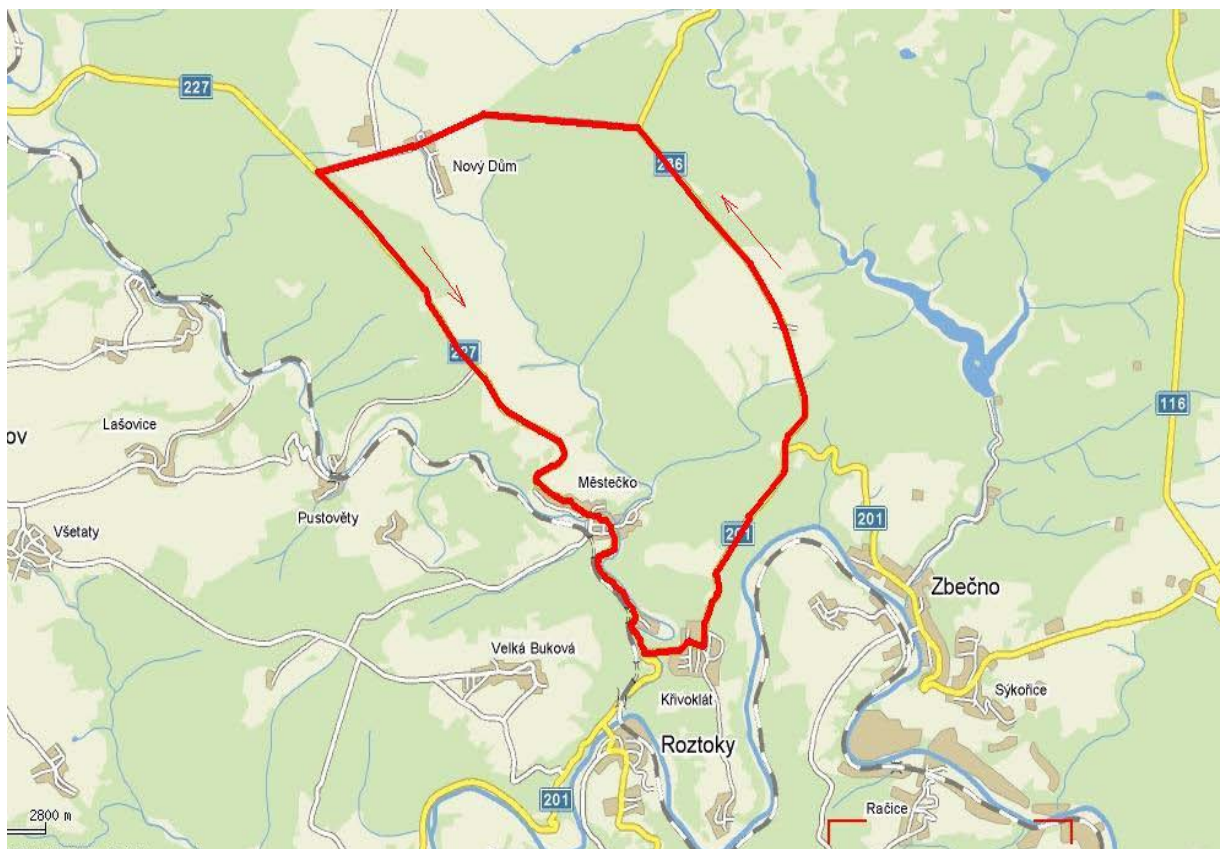 227
236
Nový Dům
227
Lašovice
ov
116
Městečko
Pustověty
Všetaty
201
201
Zbečno
Velká Buková
Sýkořice
Křivoklát
Roztoky
201
Račice
2800 m